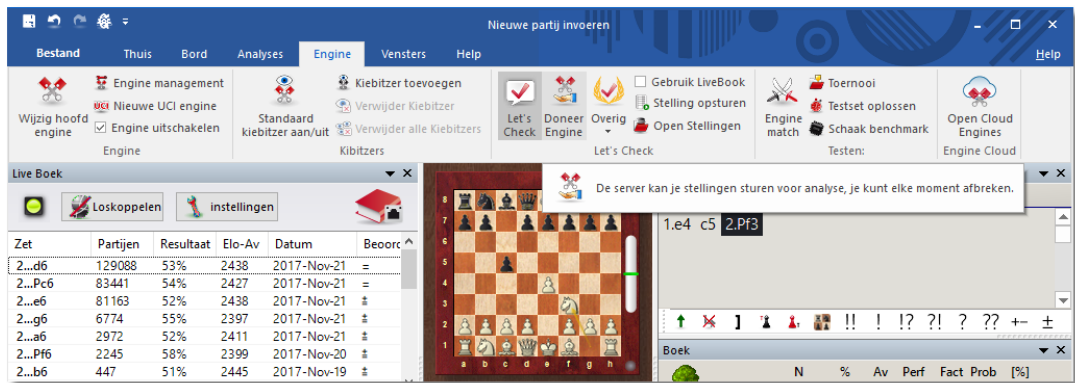 Nieuwe partij invoeren
Bestand Thuis Bord Analyses Engine Vensters Help Help
Wijzig hoofd engine
Engine management
UCI Nieuwe UCI engine
Engine uitschakelen
Engine
Standaard kiebitzer aan/uit
Kiebitzer toevoegen
Verwijder Kiebitzer
Verwijder alle Kiebitzers
Kibitzers
Let's Check
Doneer Engine
Overig
Gebruik LiveBook
Stelling opsturen
Open Stellingen
Let's Check
Engine match
Toernooi
Testset oplossen
Schaak benchmark
Testen:
Open Cloud Engines
Engine Cloud
De server kan je stellingen sturen voor analyse, je kunt elke moment afbreken.
Live Boek
Loskoppelen instellingen
Zet Partijen Resultaat Elo-Av Datum Beoorc
2...d6 129088 53% 2438 2017-Nov-21 =
2...Pc6 83441 54% 2427 2017-Nov-21 =
2...e6 81163 52% 2438 2017-Nov-21 ⩲
2...g6 6774 55% 2397 2017-Nov-21 ⩲
2...a6 2972 52% 2411 2017-Nov-21 ⩲
2...Pf6 2245 58% 2399 2017-Nov-20 ⩲
2...b6 447 51% 2445 2017-Nov-19 ⩲
8
7
6
5
4
3
2
1
a b c d e f g h
1.e4 c5 2.Pf3
] !! ! !? ?! ? ?? +− ±
Boek
N % Av Perf Fact Prob [%]